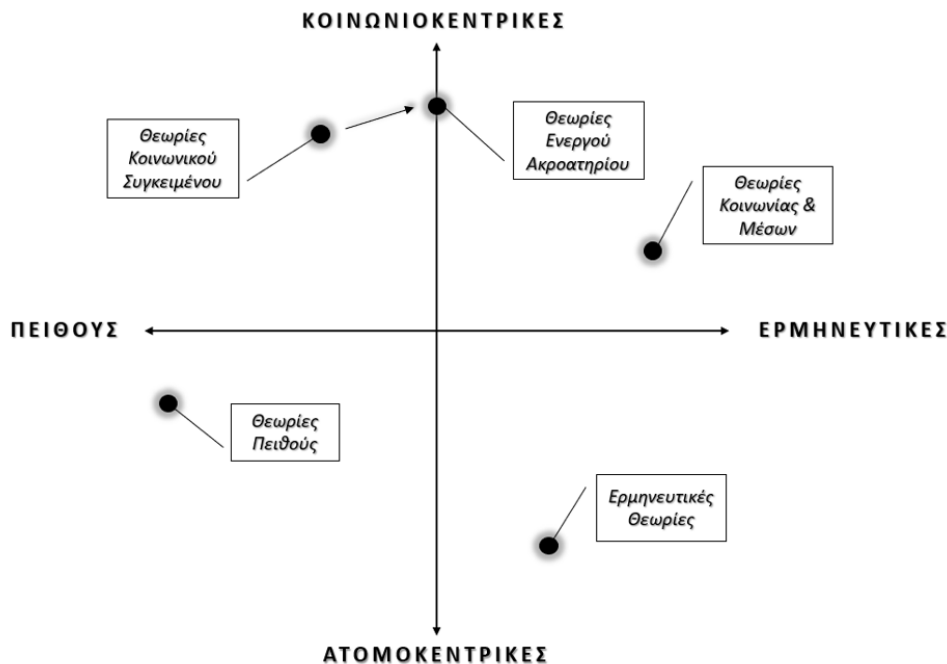 ΚΟΙΝΩΝΙΟΚΕΝΤΡΙΚΕΣ
Θεωρίες
Κοινωνικού
Συγκειμένου
Θεωρίες
Ενεργού
Ακροατηρίου
Θεωρίες
Κοινωνίας &
Μέσων
ΠΕΙΘΟΥΣ
ΕΡΜΗΝΕΥΤΙΚΕΣ
Θεωρίες
Πειθούς
Ερμηνευτικές
Θεωρίες
ΑΤΟΜΟΚΕΝΤΡΙΚΕΣ